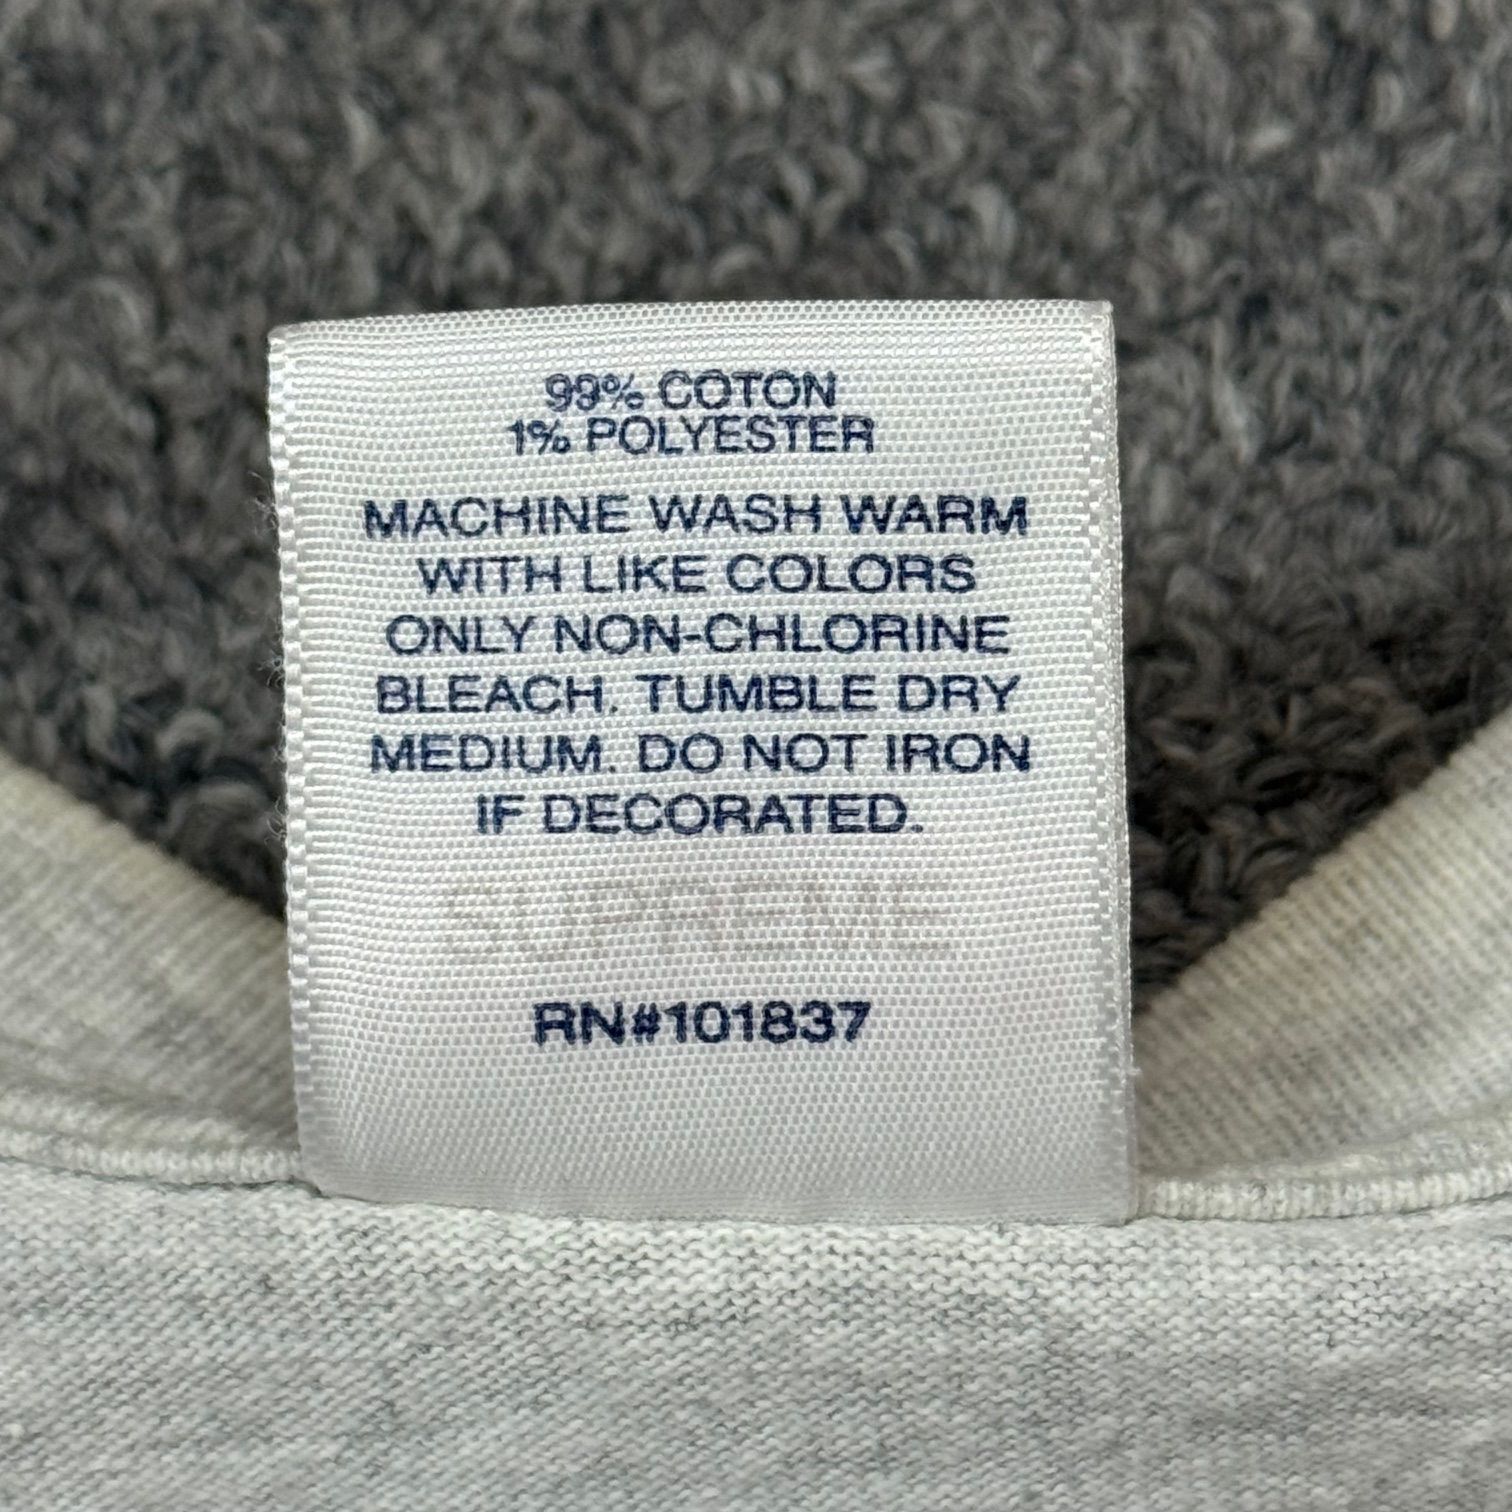 99% COTON
1% POLYESTER
MACHINE WASH WARM
WITH LIKE COLORS
ONLY NON-CHLORINE
BLEACH. TUMBLE DRY
MEDIUM. DO NOT IRON
IF DECORATED.
SUPREME
RN#101837